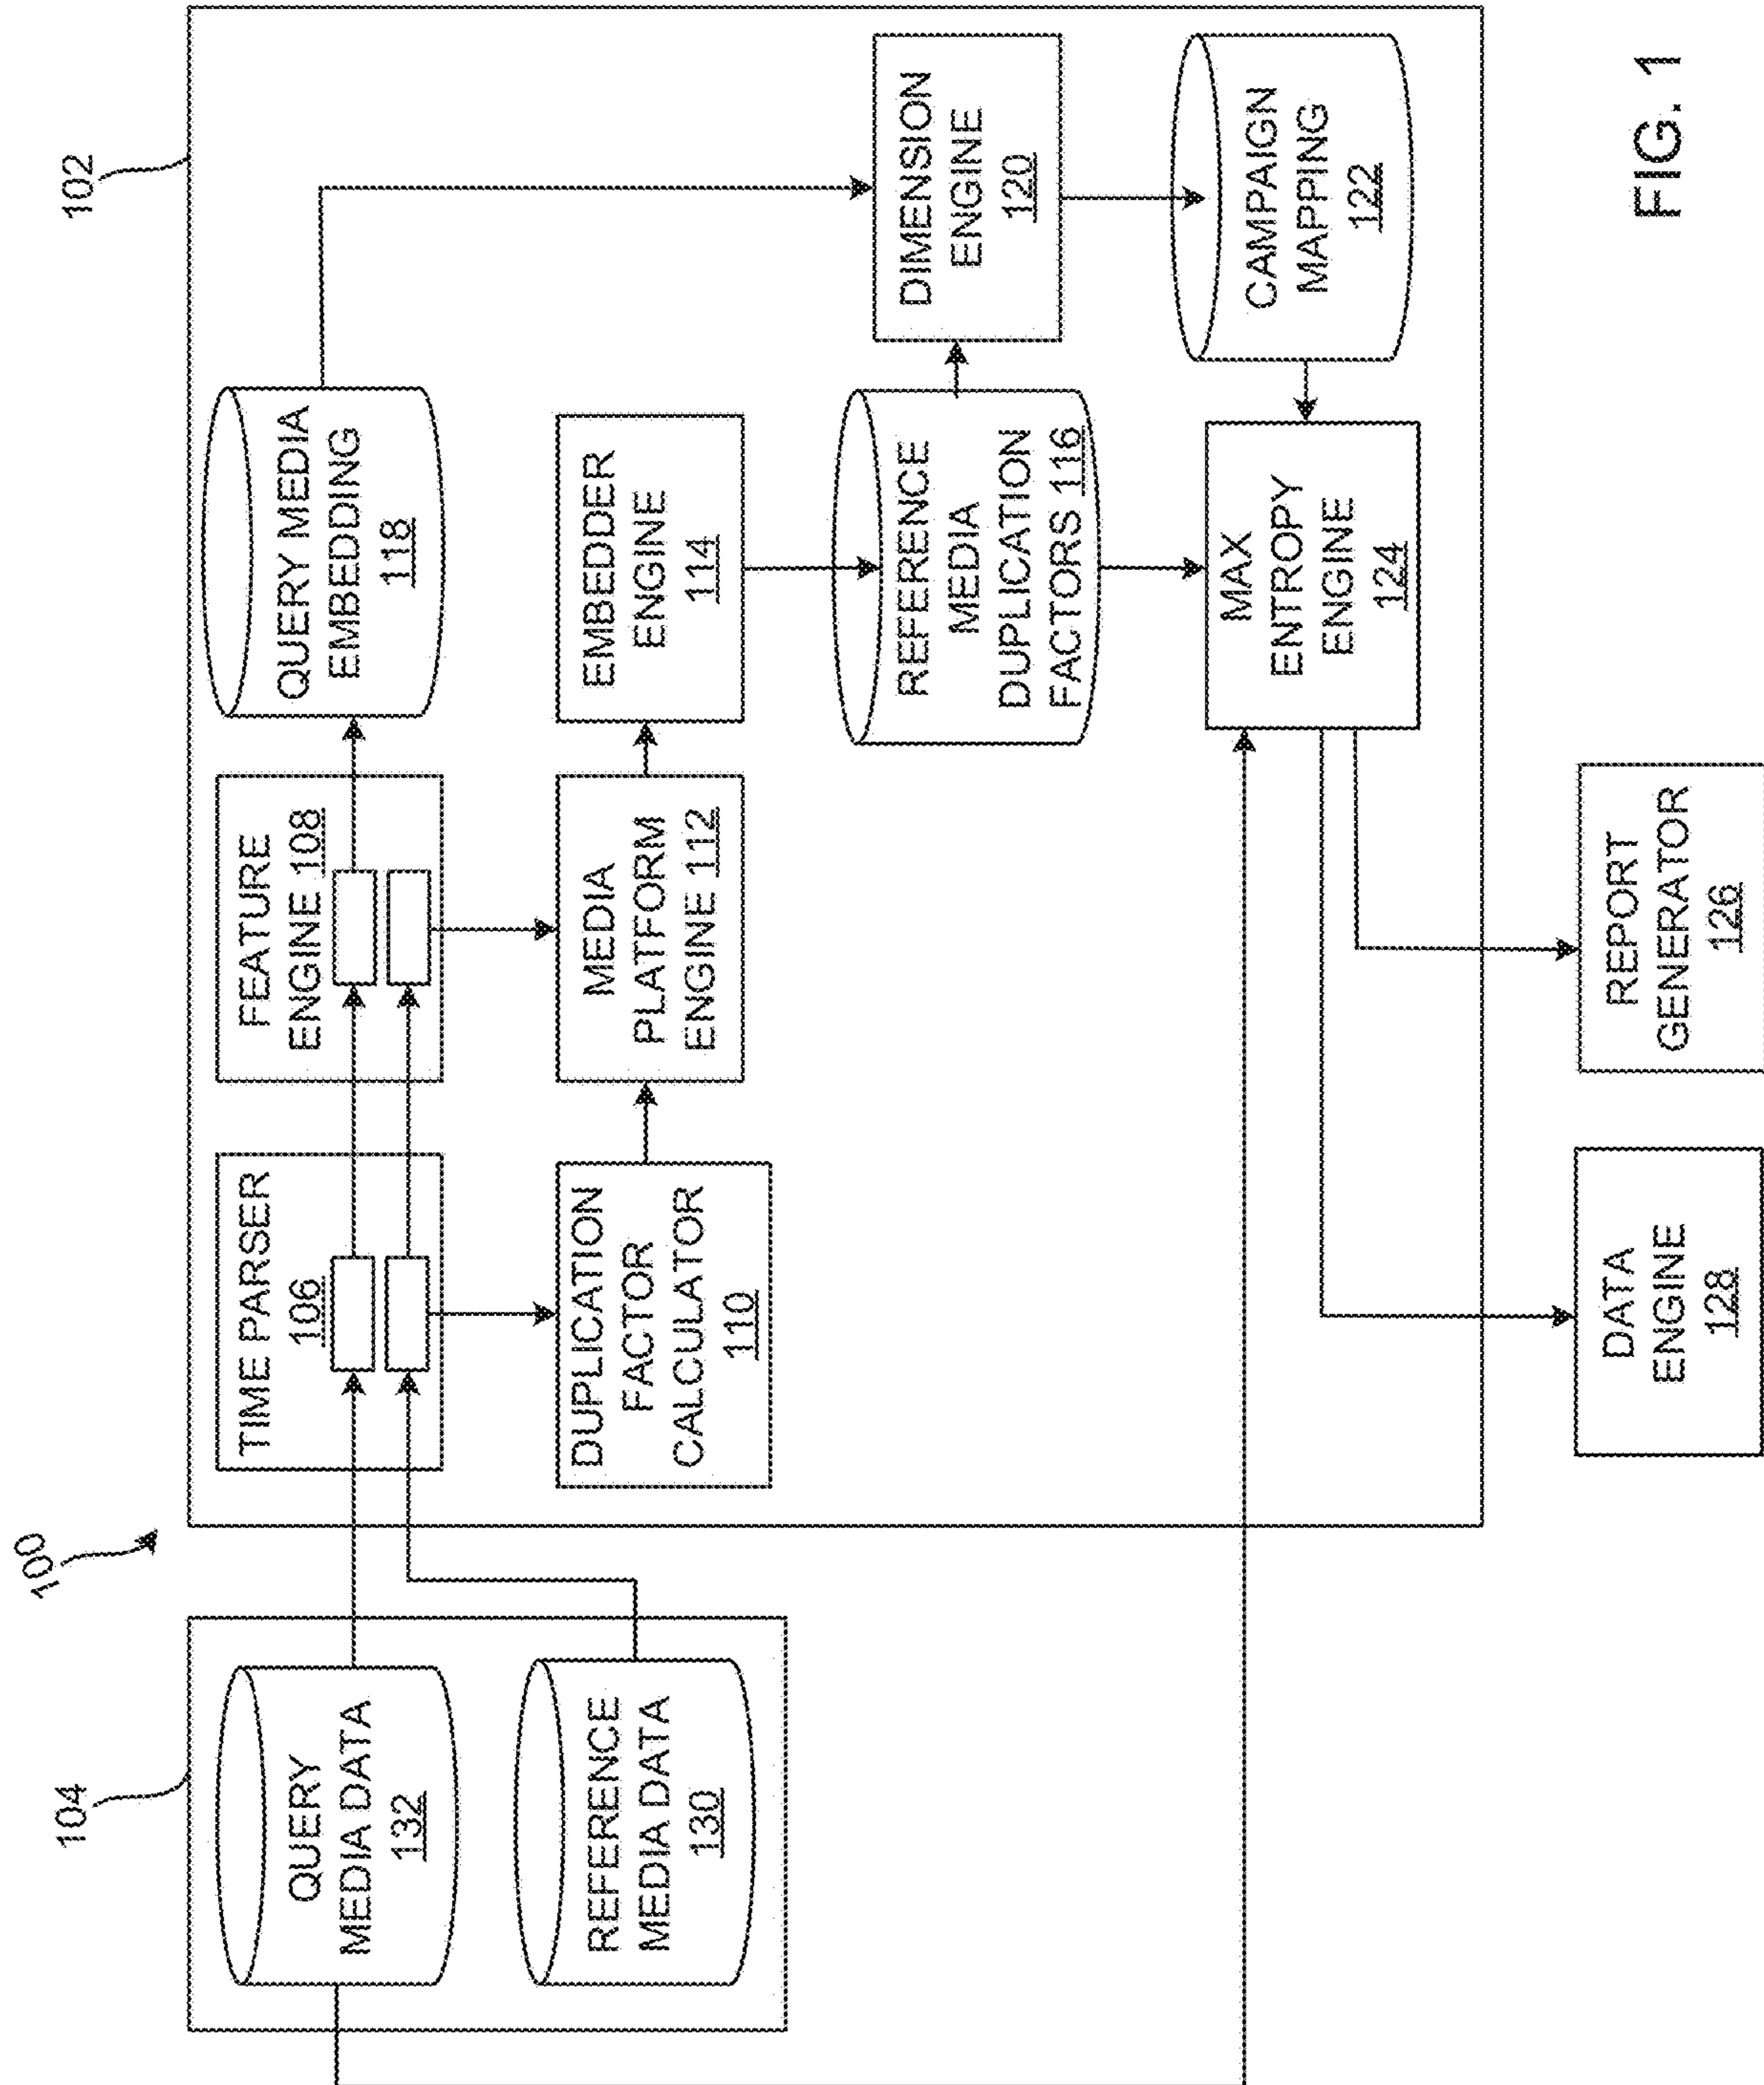 100
102
104
QUERY
MEDIA DATA
132
REFERENCE
MEDIA DATA
130
TIME PARSER
106
FEATURE
ENGINE 108
QUERY MEDIA
EMBEDDING
118
DUPLICATION
FACTOR
CALCULATOR
110
MEDIA
PLATFORM
ENGINE 112
EMBEDDER
ENGINE
114
REFERENCE
MEDIA
DUPLICATION
FACTORS 116
DIMENSION
ENGINE
120
MAX
ENTROPY
ENGINE
124
CAMPAIGN
MAPPING
122
DATA
ENGINE
128
REPORT
GENERATOR
126
FIG. 1